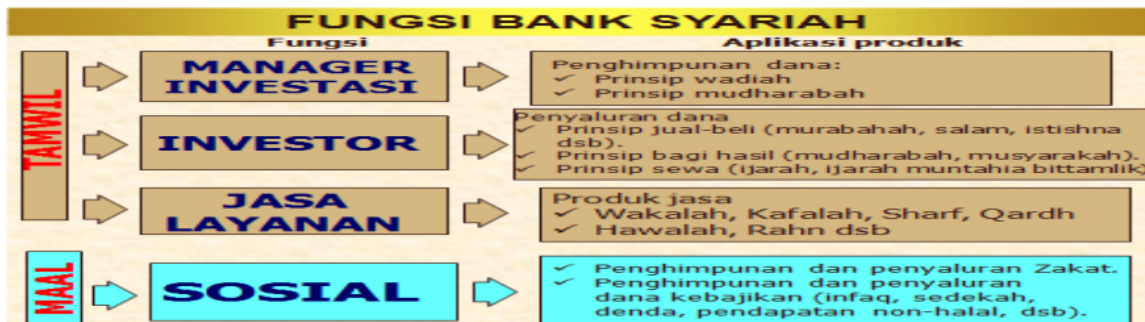 FUNGSI BANK SYARIAH
Fungsi
Aplikasi produk
TAMWIL
MANAGER
INVESTASI
Penghimpunan dana:
✓ Prinsip wadiah
✓ Prinsip mudharabah
INVESTOR
Penyaluran dana
✓ Prinsip jual-beli (murabahah, salam, istishna
dsb).
✓ Prinsip bagi hasil (mudharabah, musyarakah).
✓ Prinsip sewa (ijarah, ijarah muntahia bittamlik)
JASA
LAYANAN
Produk jasa
✓ Wakalah, Kafalah, Sharf, Qardh
✓ Hawalah, Rahn dsb
MAAL
SOSIAL
✓ Penghimpunan dan penyaluran Zakat.
✓ Penghimpunan dan penyaluran
dana kebajikan (infaq, sedekah,
denda, pendapatan non-halal, dsb).